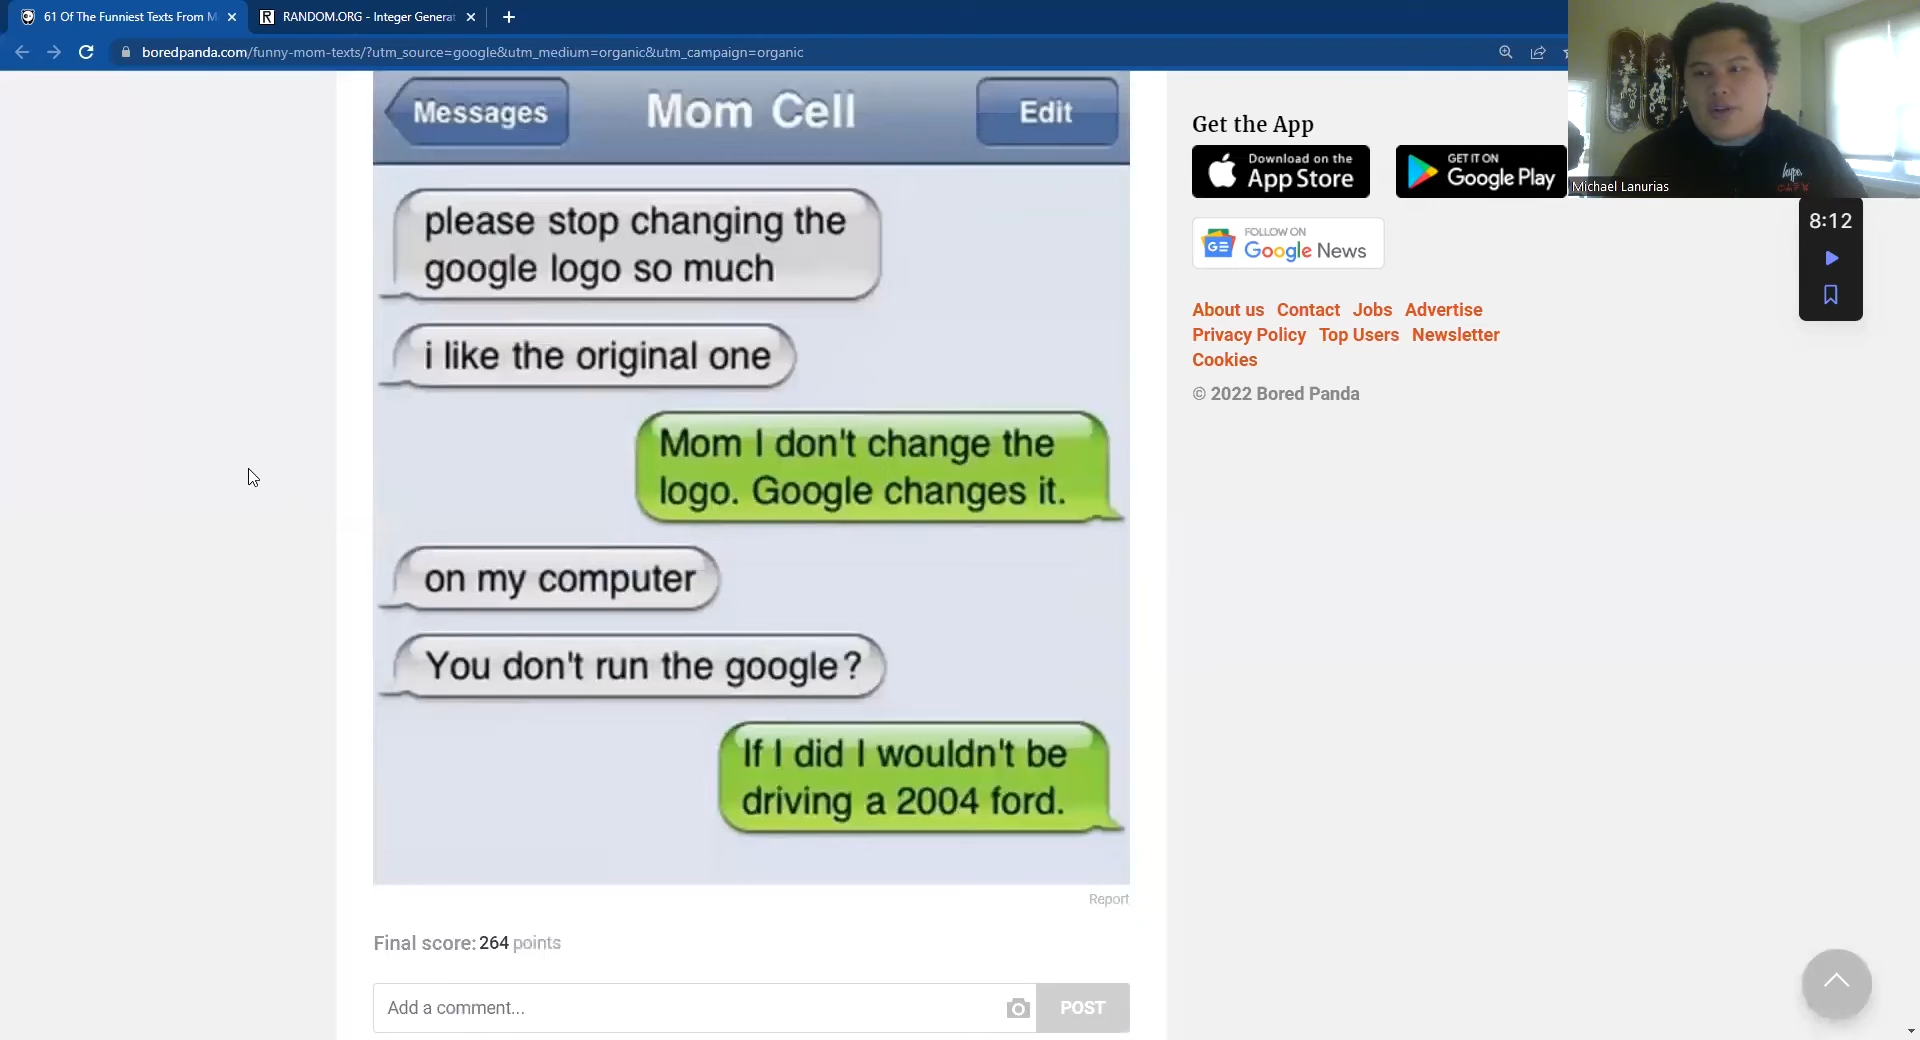 61 Of The Funniest Texts From M
RANDOM.ORG - Integer Generat
boredpanda.com/funny-mom-texts/?utm_source=google&utm_medium=organic&utm_campaign=organic
Messages
Mom Cell
Edit
please stop changing the
google logo so much
i like the original one
Mom I don't change the
logo. Google changes it.
on my computer
You don't run the google?
If I did I wouldn't be
driving a 2004 ford.
Report
Final score: 264 points
Add a comment...
POST
Get the App
Download on the
App Store
GET IT ON
Google Play
FOLLOW ON
Google News
GE
About us Contact Jobs Advertise
Privacy Policy Top Users Newsletter
Cookies
© 2022 Bored Panda
hype.
Michael Lanurias
8:12